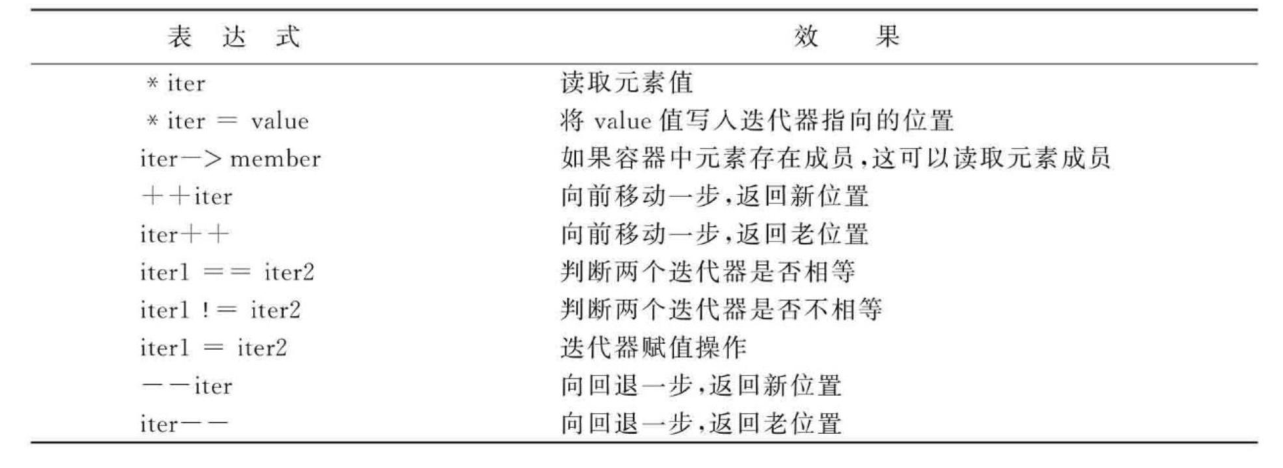 表 达 式 效 果
*iter 读取元素值
*iter = value 将 value 值写入迭代器指向的位置
iter—>member 如果容器中元素存在成员,这可以读取元素成员
++iter 向前移动一步,返回新位置
iter++ 向前移动一步,返回老位置
iter1 == iter2 判断两个迭代器是否相等
iter1 != iter2 判断两个迭代器是否不相等
iter1 = iter2 迭代器赋值操作
−−iter 向回退一步,返回新位置
iter−− 向回退一步,返回老位置